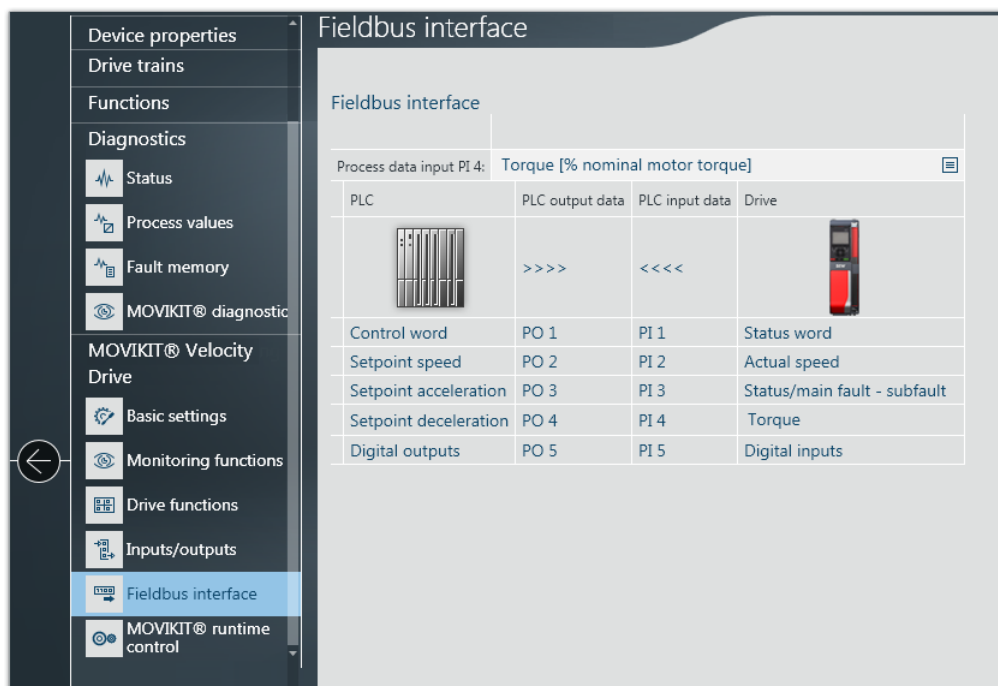 Device properties
Drive trains
Functions
Diagnostics
Status
Process values
Fault memory
MOVIKIT® diagnostic
MOVIKIT® Velocity
Drive
Basic settings
Monitoring functions
Drive functions
Inputs/outputs
Fieldbus interface
MOVIKIT® runtime
control
Fieldbus interface
Fieldbus interface
Process data input PI 4: Torque [% nominal motor torque]
PLC PLC output data PLC input data Drive
>>>> <<<<
Control word PO 1 PI 1 Status word
Setpoint speed PO 2 PI 2 Actual speed
Setpoint acceleration PO 3 PI 3 Status/main fault - subfault
Setpoint deceleration PO 4 PI 4 Torque
Digital outputs PO 5 PI 5 Digital inputs